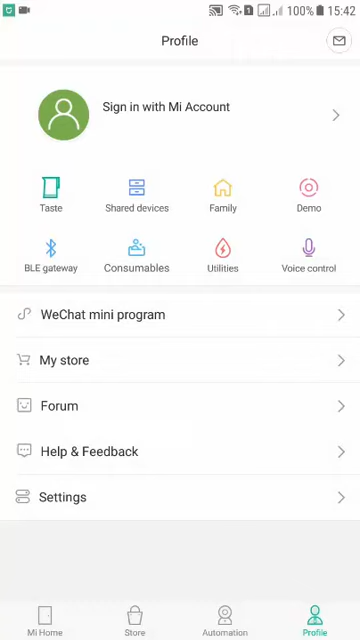 100% 15:42
Profile
Sign in with Mi Account
Taste
Shared devices
Family
Demo
BLE gateway
Consumables
Utilities
Voice control
WeChat mini program
My store
Forum
Help & Feedback
Settings
Mi Home
Store
Automation
Profile